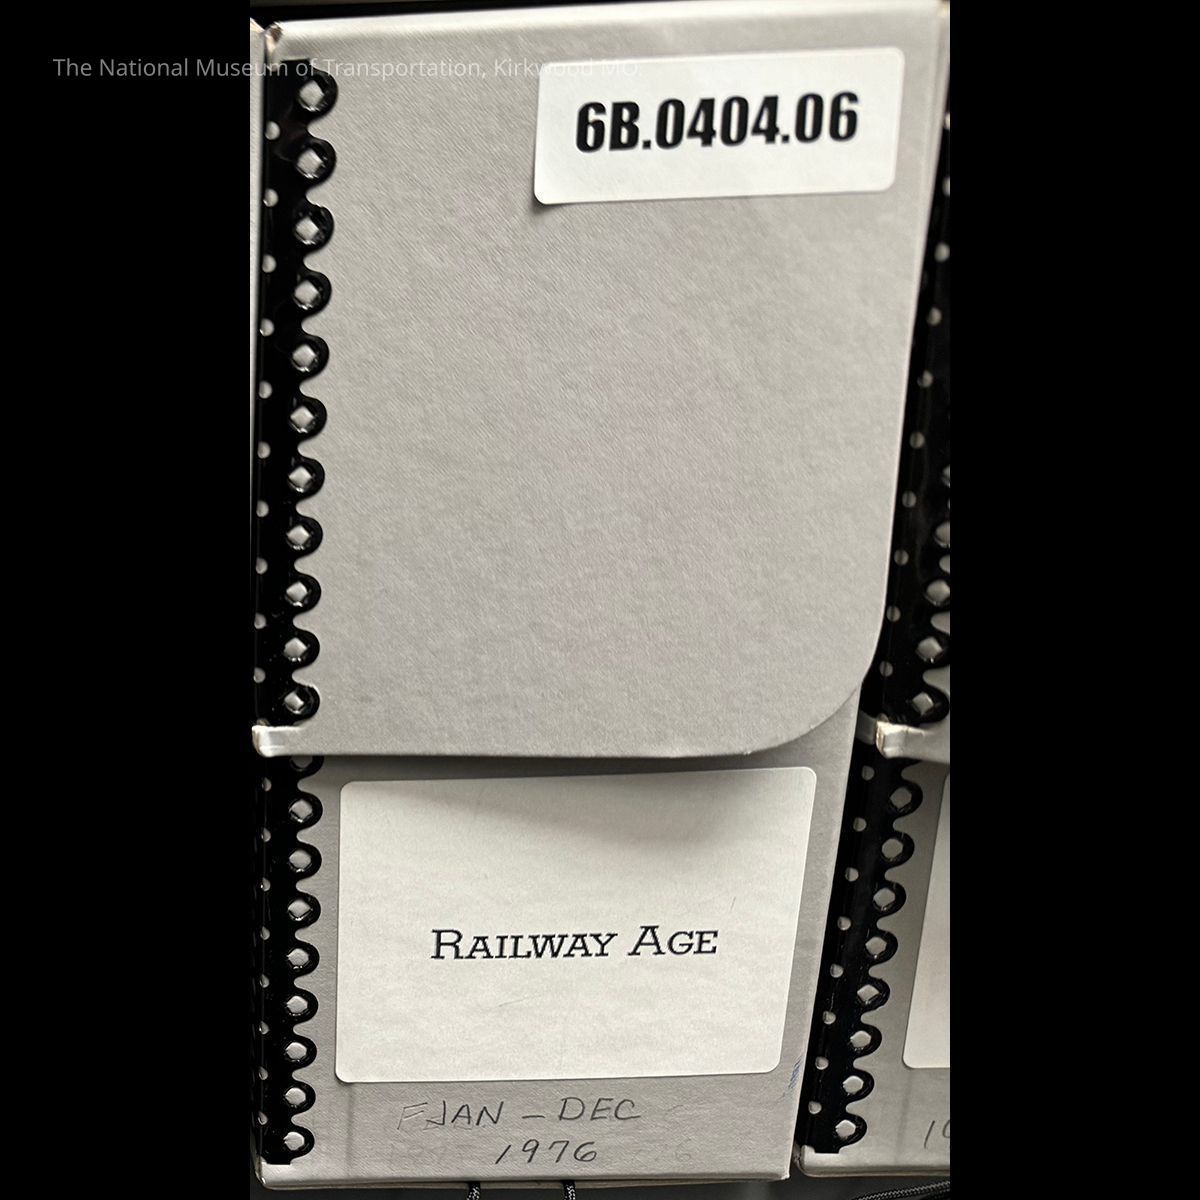 The National Museum of Transportation, Kirkwood MO.
6B.0404.06
RAILWAY AGE
JAN - DEC
1976